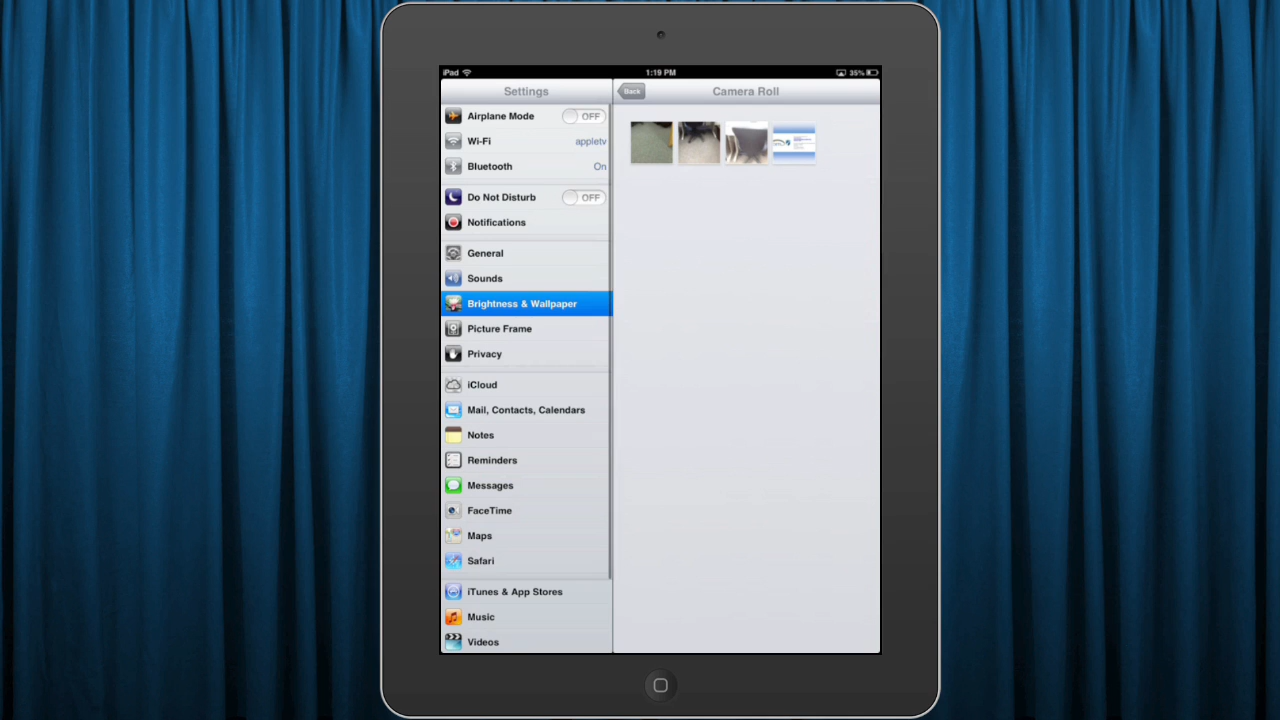 iPad 1:19 PM 35%
Settings
Back Camera Roll
Airplane Mode OFF
Wi-Fi appletv
Bluetooth On
Do Not Disturb OFF
Notifications
General
Sounds
Brightness & Wallpaper
Picture Frame
Privacy
iCloud
Mail, Contacts, Calendars
Notes
Reminders
Messages
FaceTime
Maps
Safari
iTunes & App Stores
Music
Videos